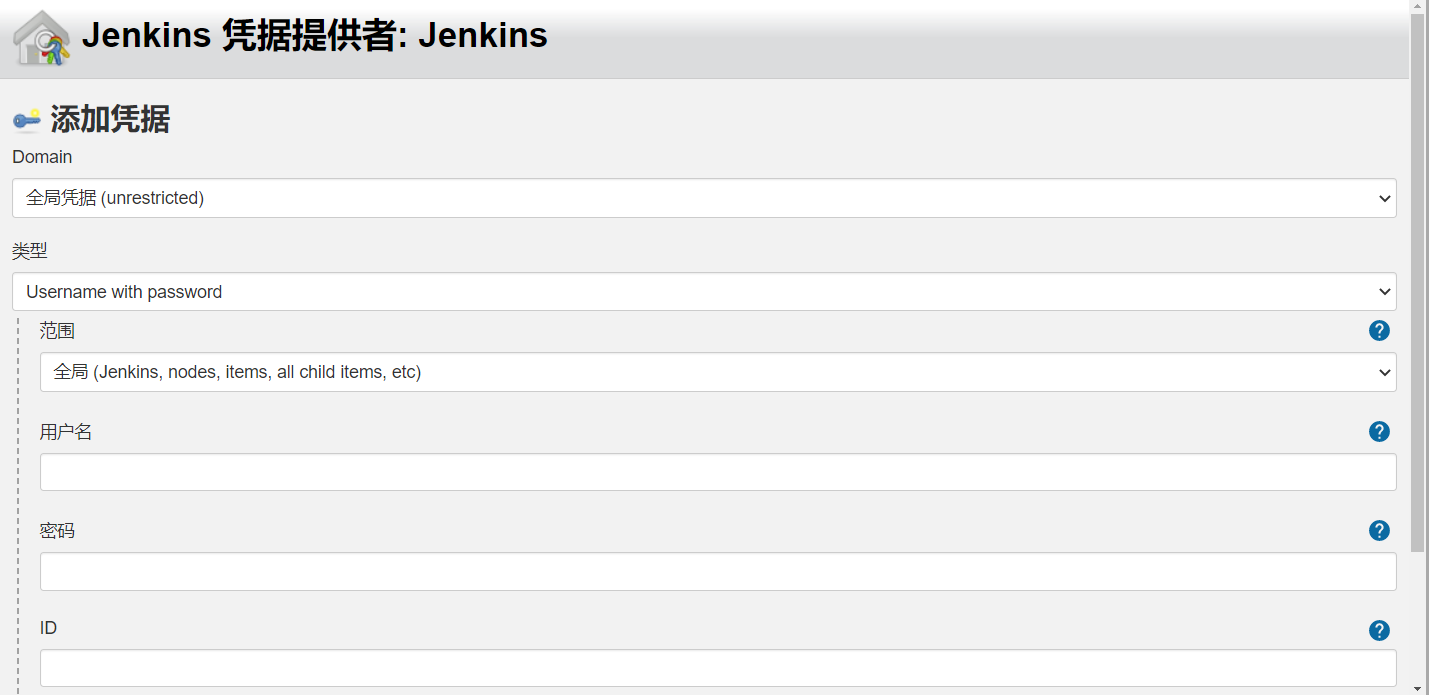 Jenkins 凭据提供者: Jenkins
添加凭据
Domain
全局凭据 (unrestricted)
类型
Username with password
范围
?
全局 (Jenkins, nodes, items, all child items, etc)
用户名
?
密码
?
ID
?